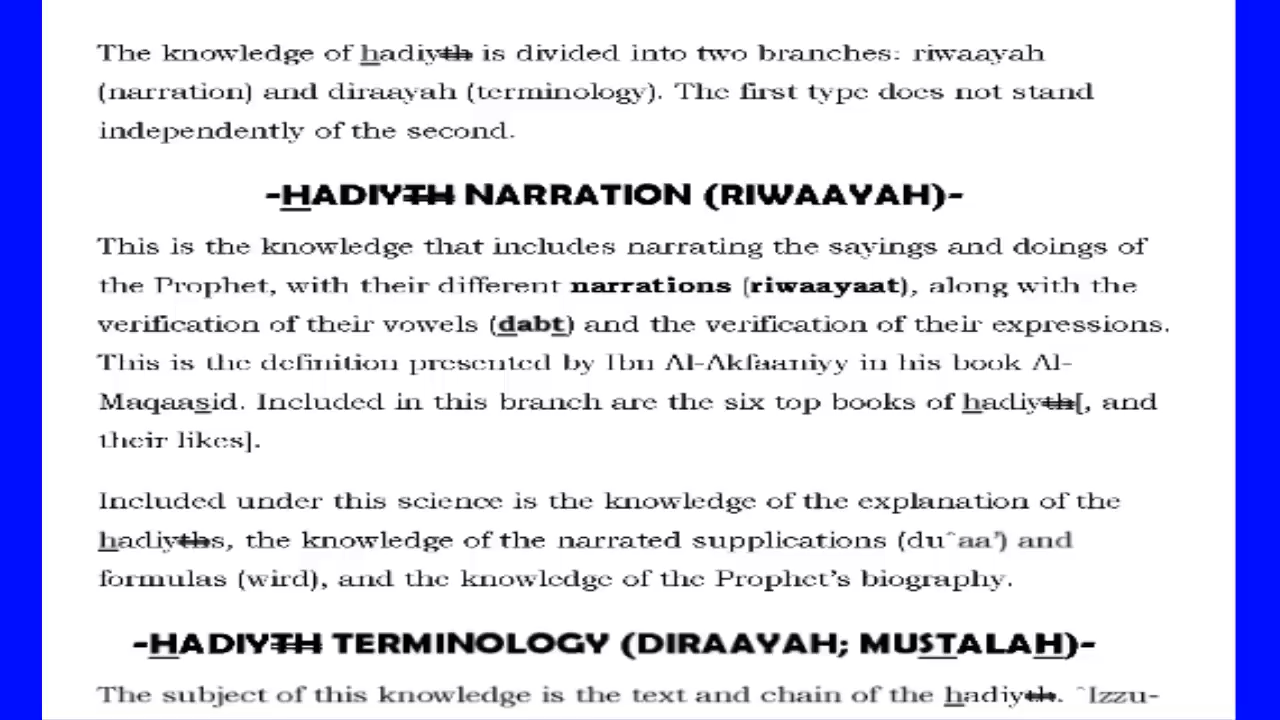 The knowledge of hadiyth is divided into two branches: riwaayah
(narration) and diraayah (terminology). The first type does not stand
independently of the second.
-HADIYTH NARRATION (RIWAAYAH)-
This is the knowledge that includes narrating the sayings and doings of
the Prophet, with their different narrations (riwaayaat), along with the
verification of their vowels (dabt) and the verification of their expressions.
This is the definition presented by Ibn Al-Akfaaniyy in his book Al-
Maqaasid. Included in this branch are the six top books of hadiyth[, and
their likes].
Included under this science is the knowledge of the explanation of the
hadiyths, the knowledge of the narrated supplications (duˆaa’) and
formulas (wird), and the knowledge of the Prophet’s biography.
-HADIYTH TERMINOLOGY (DIRAAYAH; MUSTALAH)-
The subject of this knowledge is the text and chain of the hadiyth. ˆIzzu-